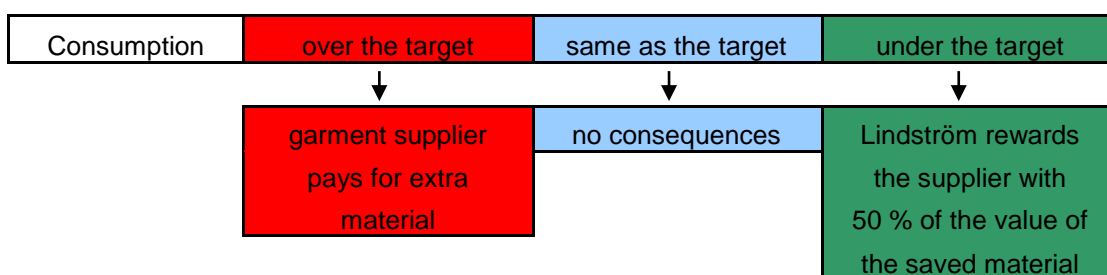 Consumption
over the target
same as the target
under the target
garment supplier
pays for extra
material
no consequences
Lindström rewards
the supplier with
50 % of the value of
the saved material